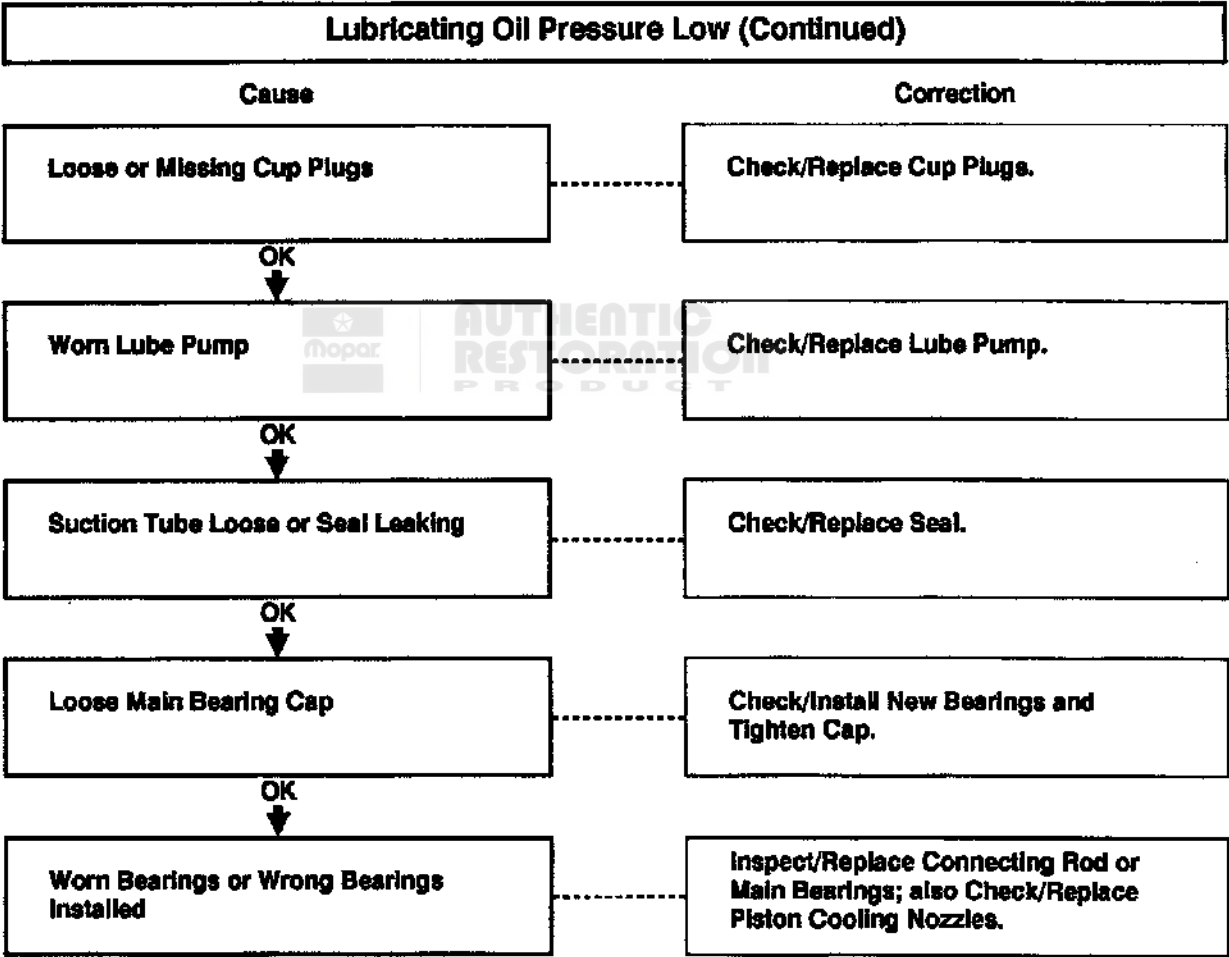 Lubricating Oil Pressure Low (Continued)
Cause
Correction
Loose or Missing Cup Plugs
Check/Replace Cup Plugs.
OK
Worn Lube Pump
Check/Replace Lube Pump.
mopar
AUTHENTIC
RESTORATION
PRODUCT
OK
Suction Tube Loose or Seal Leaking
Check/Replace Seal.
OK
Loose Main Bearing Cap
Check/Install New Bearings and
Tighten Cap.
OK
Worn Bearings or Wrong Bearings
Installed
Inspect/Replace Connecting Rod or
Main Bearings; also Check/Replace
Piston Cooling Nozzles.